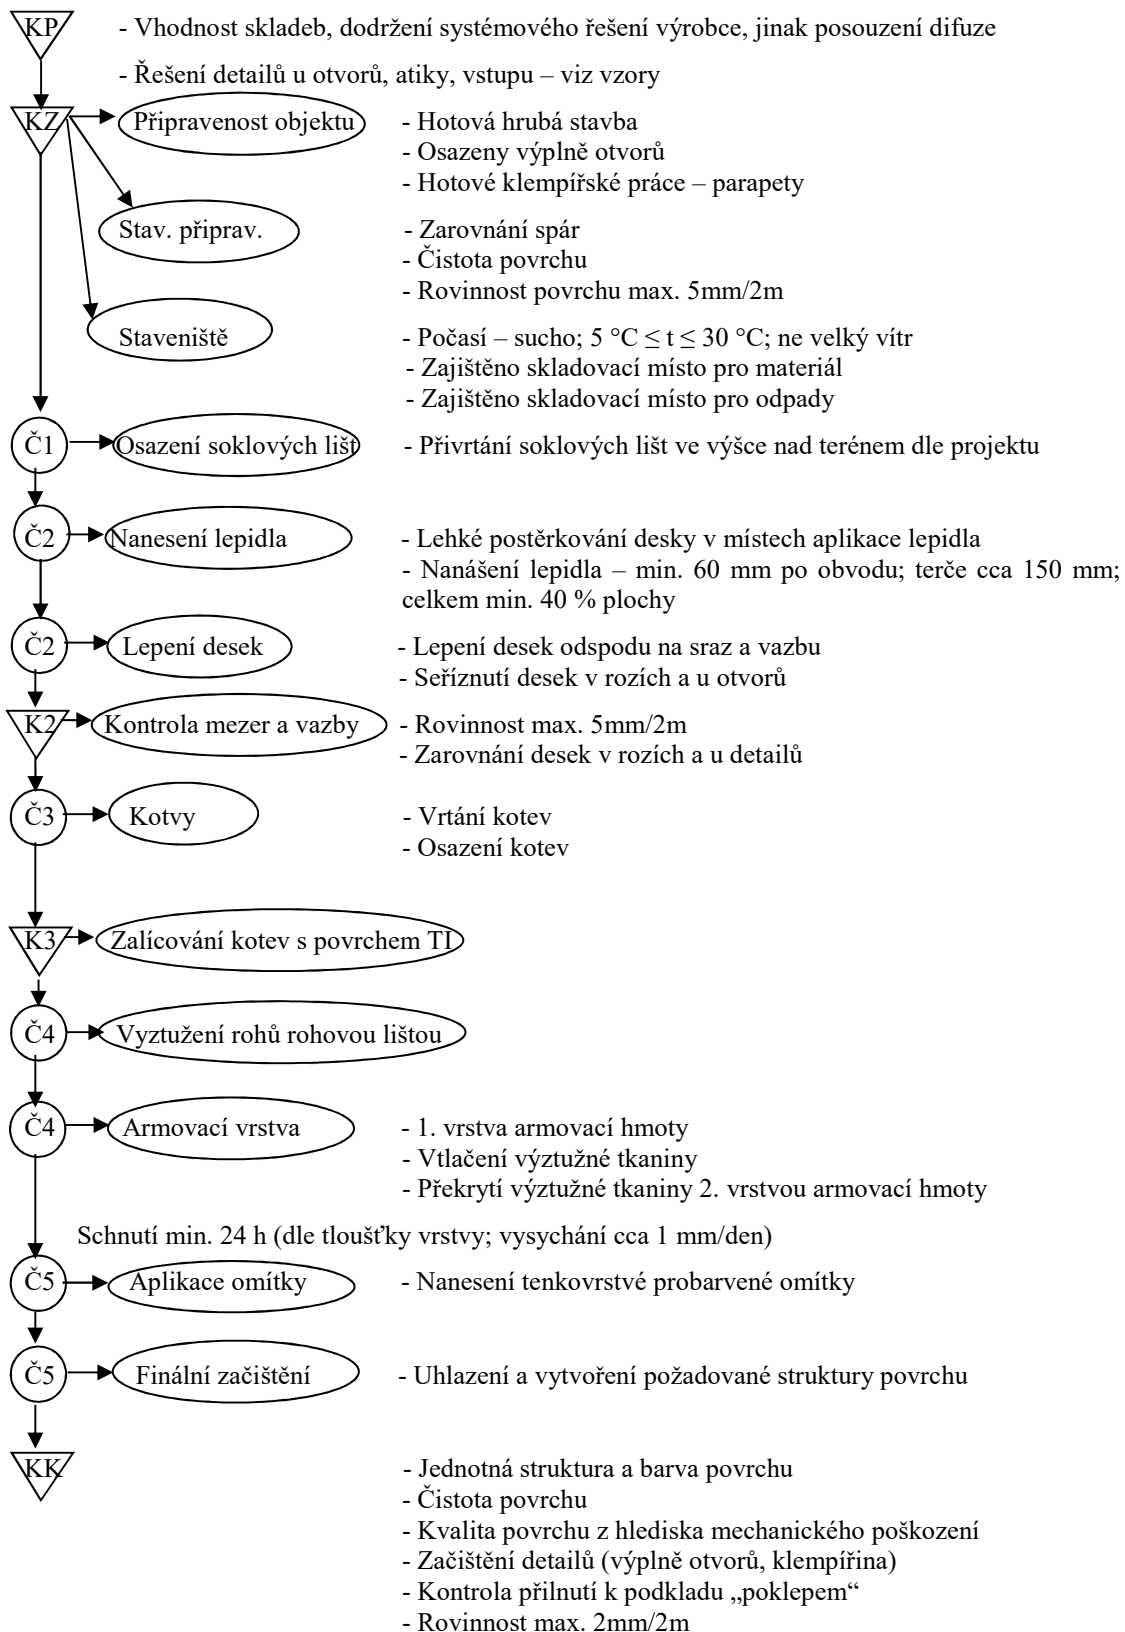 KP - Vhodnost skladeb, dodržení systémového řešení výrobce, jinak posouzení difuze
- Řešení detailů u otvorů, atiky, vstupu – viz vzory
KZ Připravenost objektu - Hotová hrubá stavba
- Osazeny výplně otvorů
- Hotové klempířské práce – parapety
Stav. připrav. - Zarovnání spár
- Čistota povrchu
- Rovinnost povrchu max. 5mm/2m
Staveniště - Počasí – sucho; 5 °C ≤ t ≤ 30 °C; ne velký vítr
- Zajištěno skladovací místo pro materiál
- Zajištěno skladovací místo pro odpady
Č1 Osazení soklových lišt - Přivrtání soklových lišt ve výšce nad terénem dle projektu
Č2 Nanesení lepidla - Lehké postěrkování desky v místech aplikace lepidla
- Nanášení lepidla – min. 60 mm po obvodu; terče cca 150 mm;
celkem min. 40 % plochy
Č2 Lepení desek - Lepení desek odspodu na sraz a vazbu
- Seříznutí desek v rozích a u otvorů
K2 Kontrola mezer a vazby - Rovinnost max. 5mm/2m
- Zarovnání desek v rozích a u detailů
Č3 Kotvy - Vrtání kotev
- Osazení kotev
K3 Zalícování kotev s povrchem TI
Č4 Vyztužení rohů rohovou lištou
Č4 Armovací vrstva - 1. vrstva armovací hmoty
- Vtlačení výztužné tkaniny
- Překrytí výztužné tkaniny 2. vrstvou armovací hmoty
Schnutí min. 24 h (dle tloušťky vrstvy; vysychání cca 1 mm/den)
Č5 Aplikace omítky - Nanesení tenkovrstvé probarvené omítky
Č5 Finální začištění - Uhlazení a vytvoření požadované struktury povrchu
KK - Jednotná struktura a barva povrchu
- Čistota povrchu
- Kvalita povrchu z hlediska mechanického poškození
- Začištění detailů (výplně otvorů, klempířina)
- Kontrola přilnutí k podkladu „poklepem“
- Rovinnost max. 2mm/2m